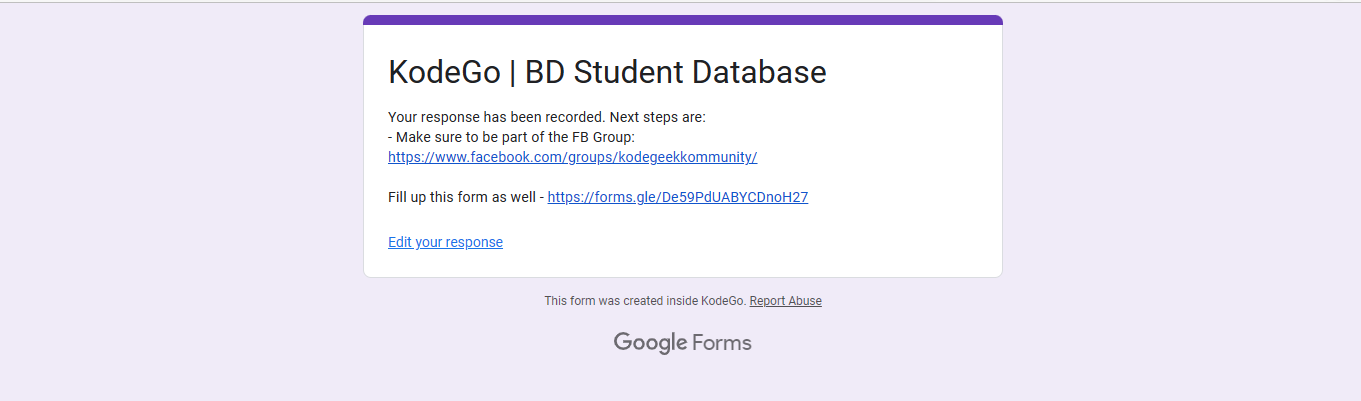 KodeGo | BD Student Database
Your response has been recorded. Next steps are:
- Make sure to be part of the FB Group:
https://www.facebook.com/groups/kodegeekkommunity/
Fill up this form as well - https://forms.gle/De59PdUABYCDnoH27
Edit your response
This form was created inside KodeGo. Report Abuse
Google Forms